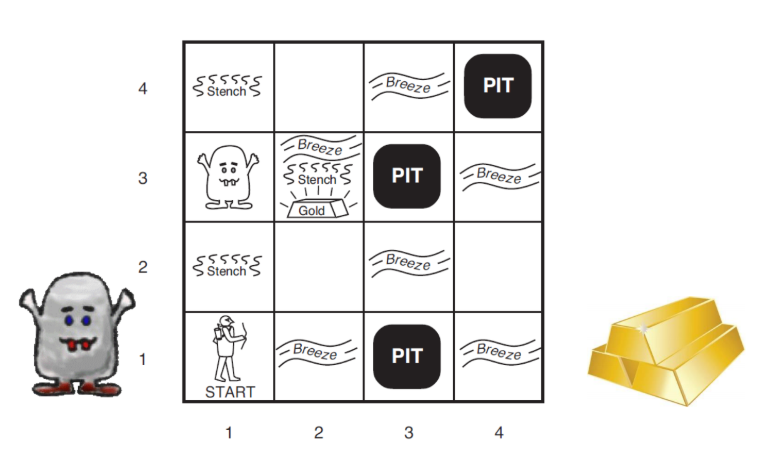 4
Stench
Breeze
PIT
3
Breeze
Stench
Gold
PIT
Breeze
2
Stench
Breeze
1
START
Breeze
PIT
Breeze
1 2 3 4